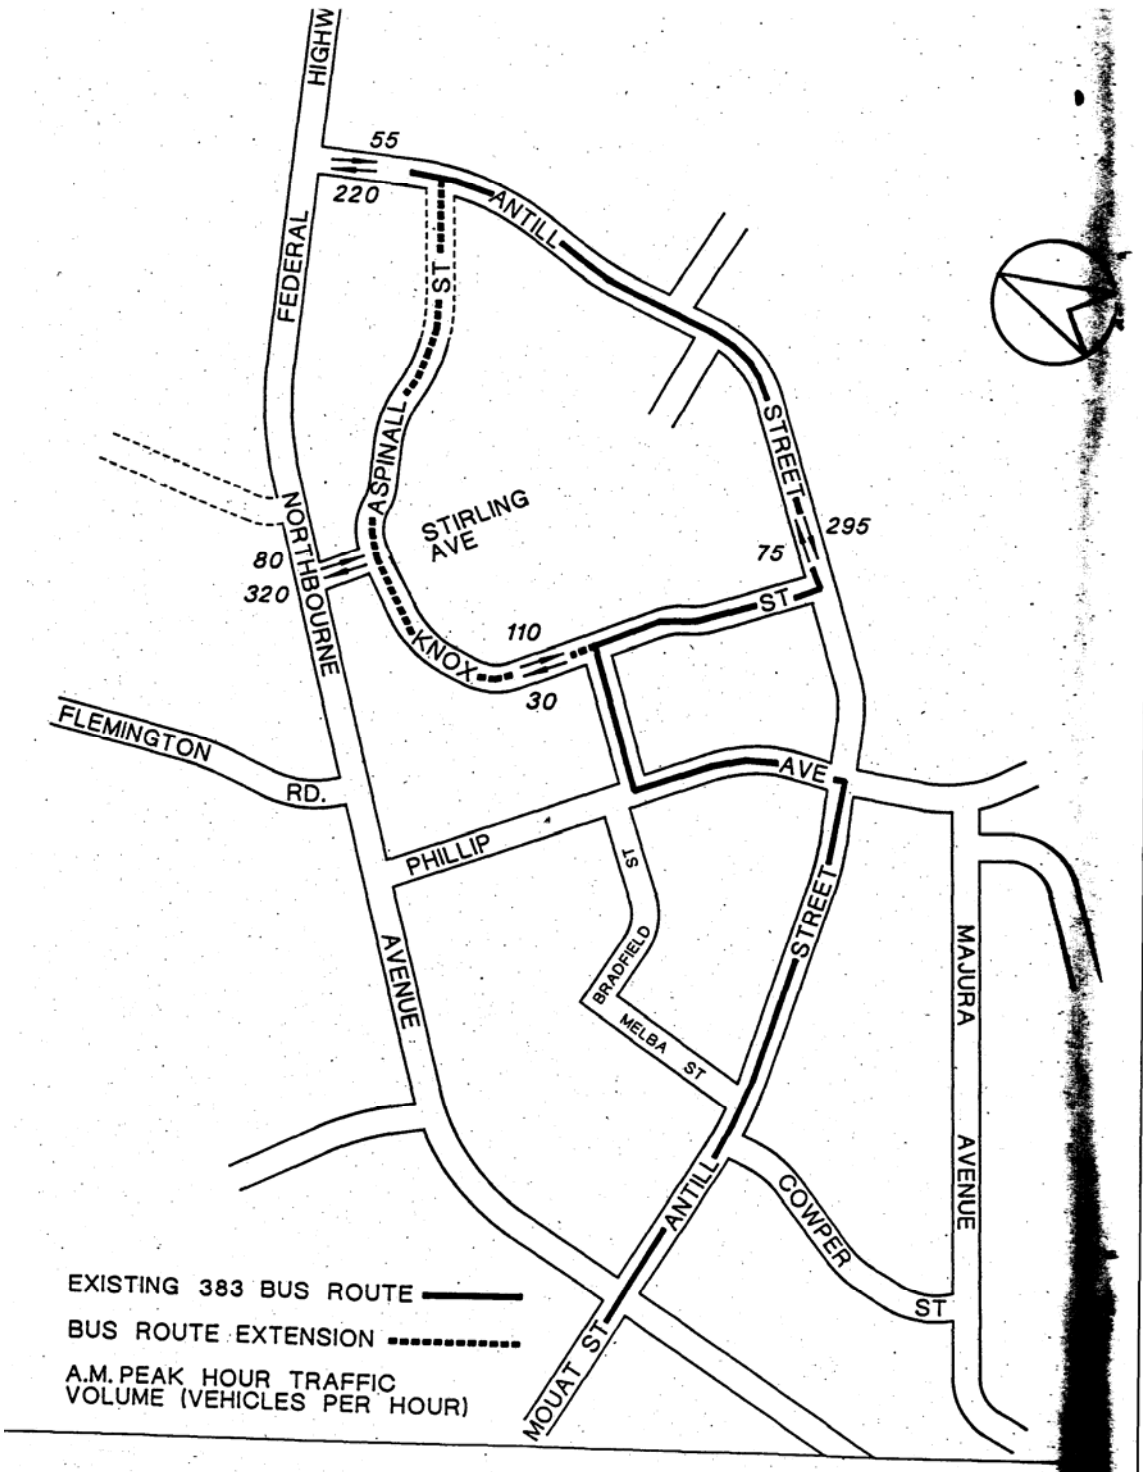 HIGHW
55
220
ANTILL
FEDERAL
ST
ASPINALL
STREET
STIRLING
AVE
NORTHBOURNE
80
320
295
75
ST
KNOX
110
30
FLEMINGTON
RD.
AVE
PHILLIP
ST
BRADFIELD
STREET
AVENUE
MAJURA
MELBA ST
AVENUE
ANTILL
COWPER
ST
MOUAT ST
EXISTING 383 BUS ROUTE
BUS ROUTE EXTENSION
A.M. PEAK HOUR TRAFFIC
VOLUME (VEHICLES PER HOUR)